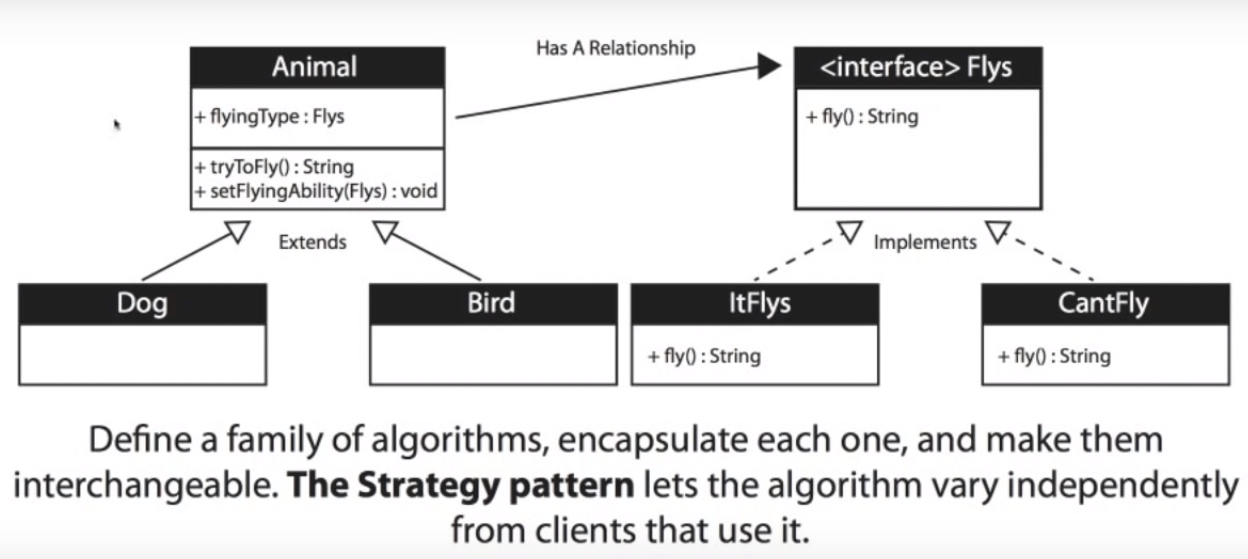 Has A Relationship
Animal
<interface> Flys
+ flyingType : Flys
+ fly() : String
+ tryToFly() : String
+ setFlyingAbility(Flys) : void
Extends
Implements
Dog
Bird
ItFlys
CantFly
+ fly() : String
+ fly() : String
Define a family of algorithms, encapsulate each one, and make them
interchangeable. The Strategy pattern lets the algorithm vary independently
from clients that use it.